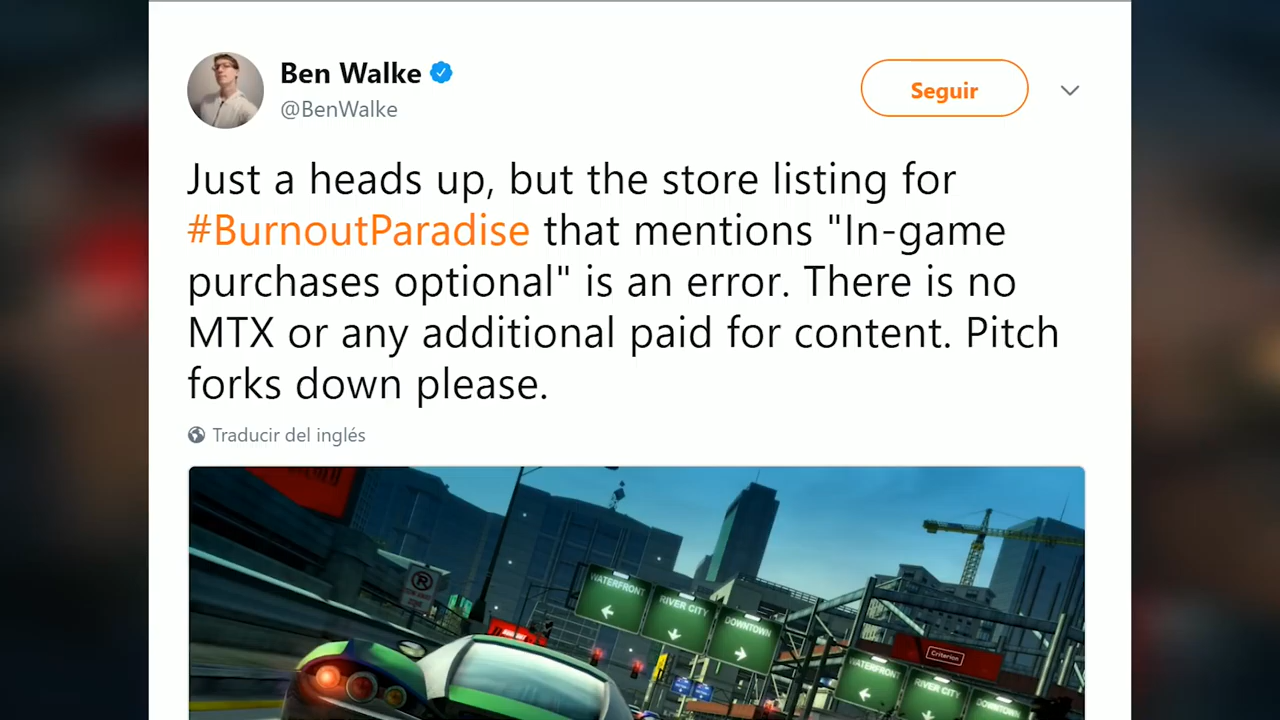 Ben Walke
@BenWalke
Seguir
Just a heads up, but the store listing for
#BurnoutParadise that mentions "In-game
purchases optional" is an error. There is no
MTX or any additional paid for content. Pitch
forks down please.
Traducir del inglés
WATERFRONT
RIVER CITY
DOWNTOWN
Criterion
WATERFRONT
RIVER CITY
DOWNTOWN